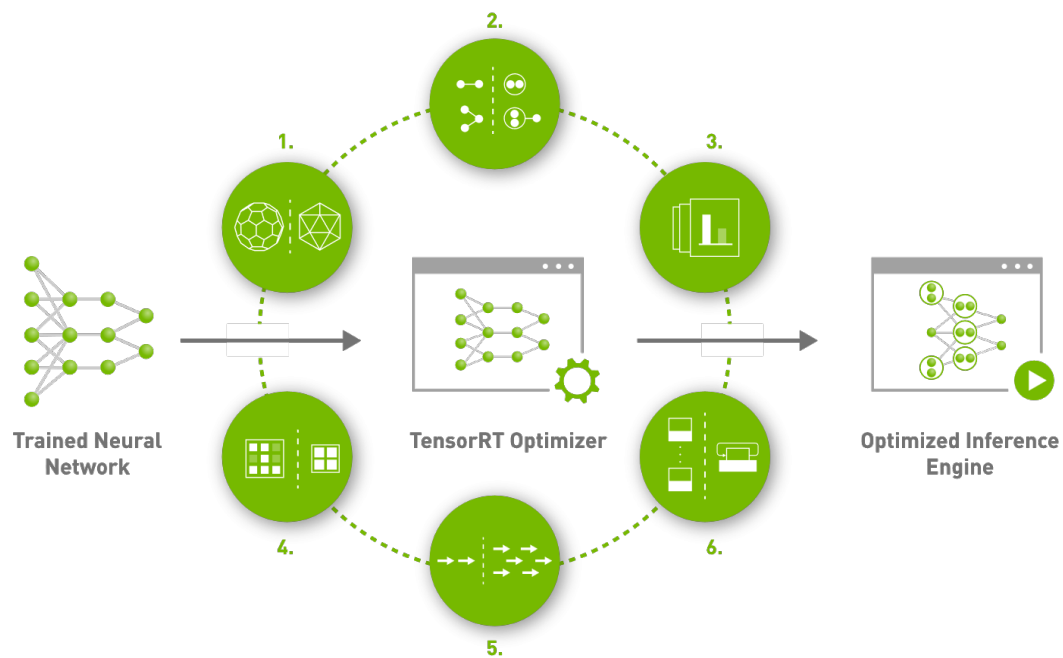 2.
1.
3.
Trained Neural
Network
TensorRT Optimizer
Optimized Inference
Engine
4.
6.
5.